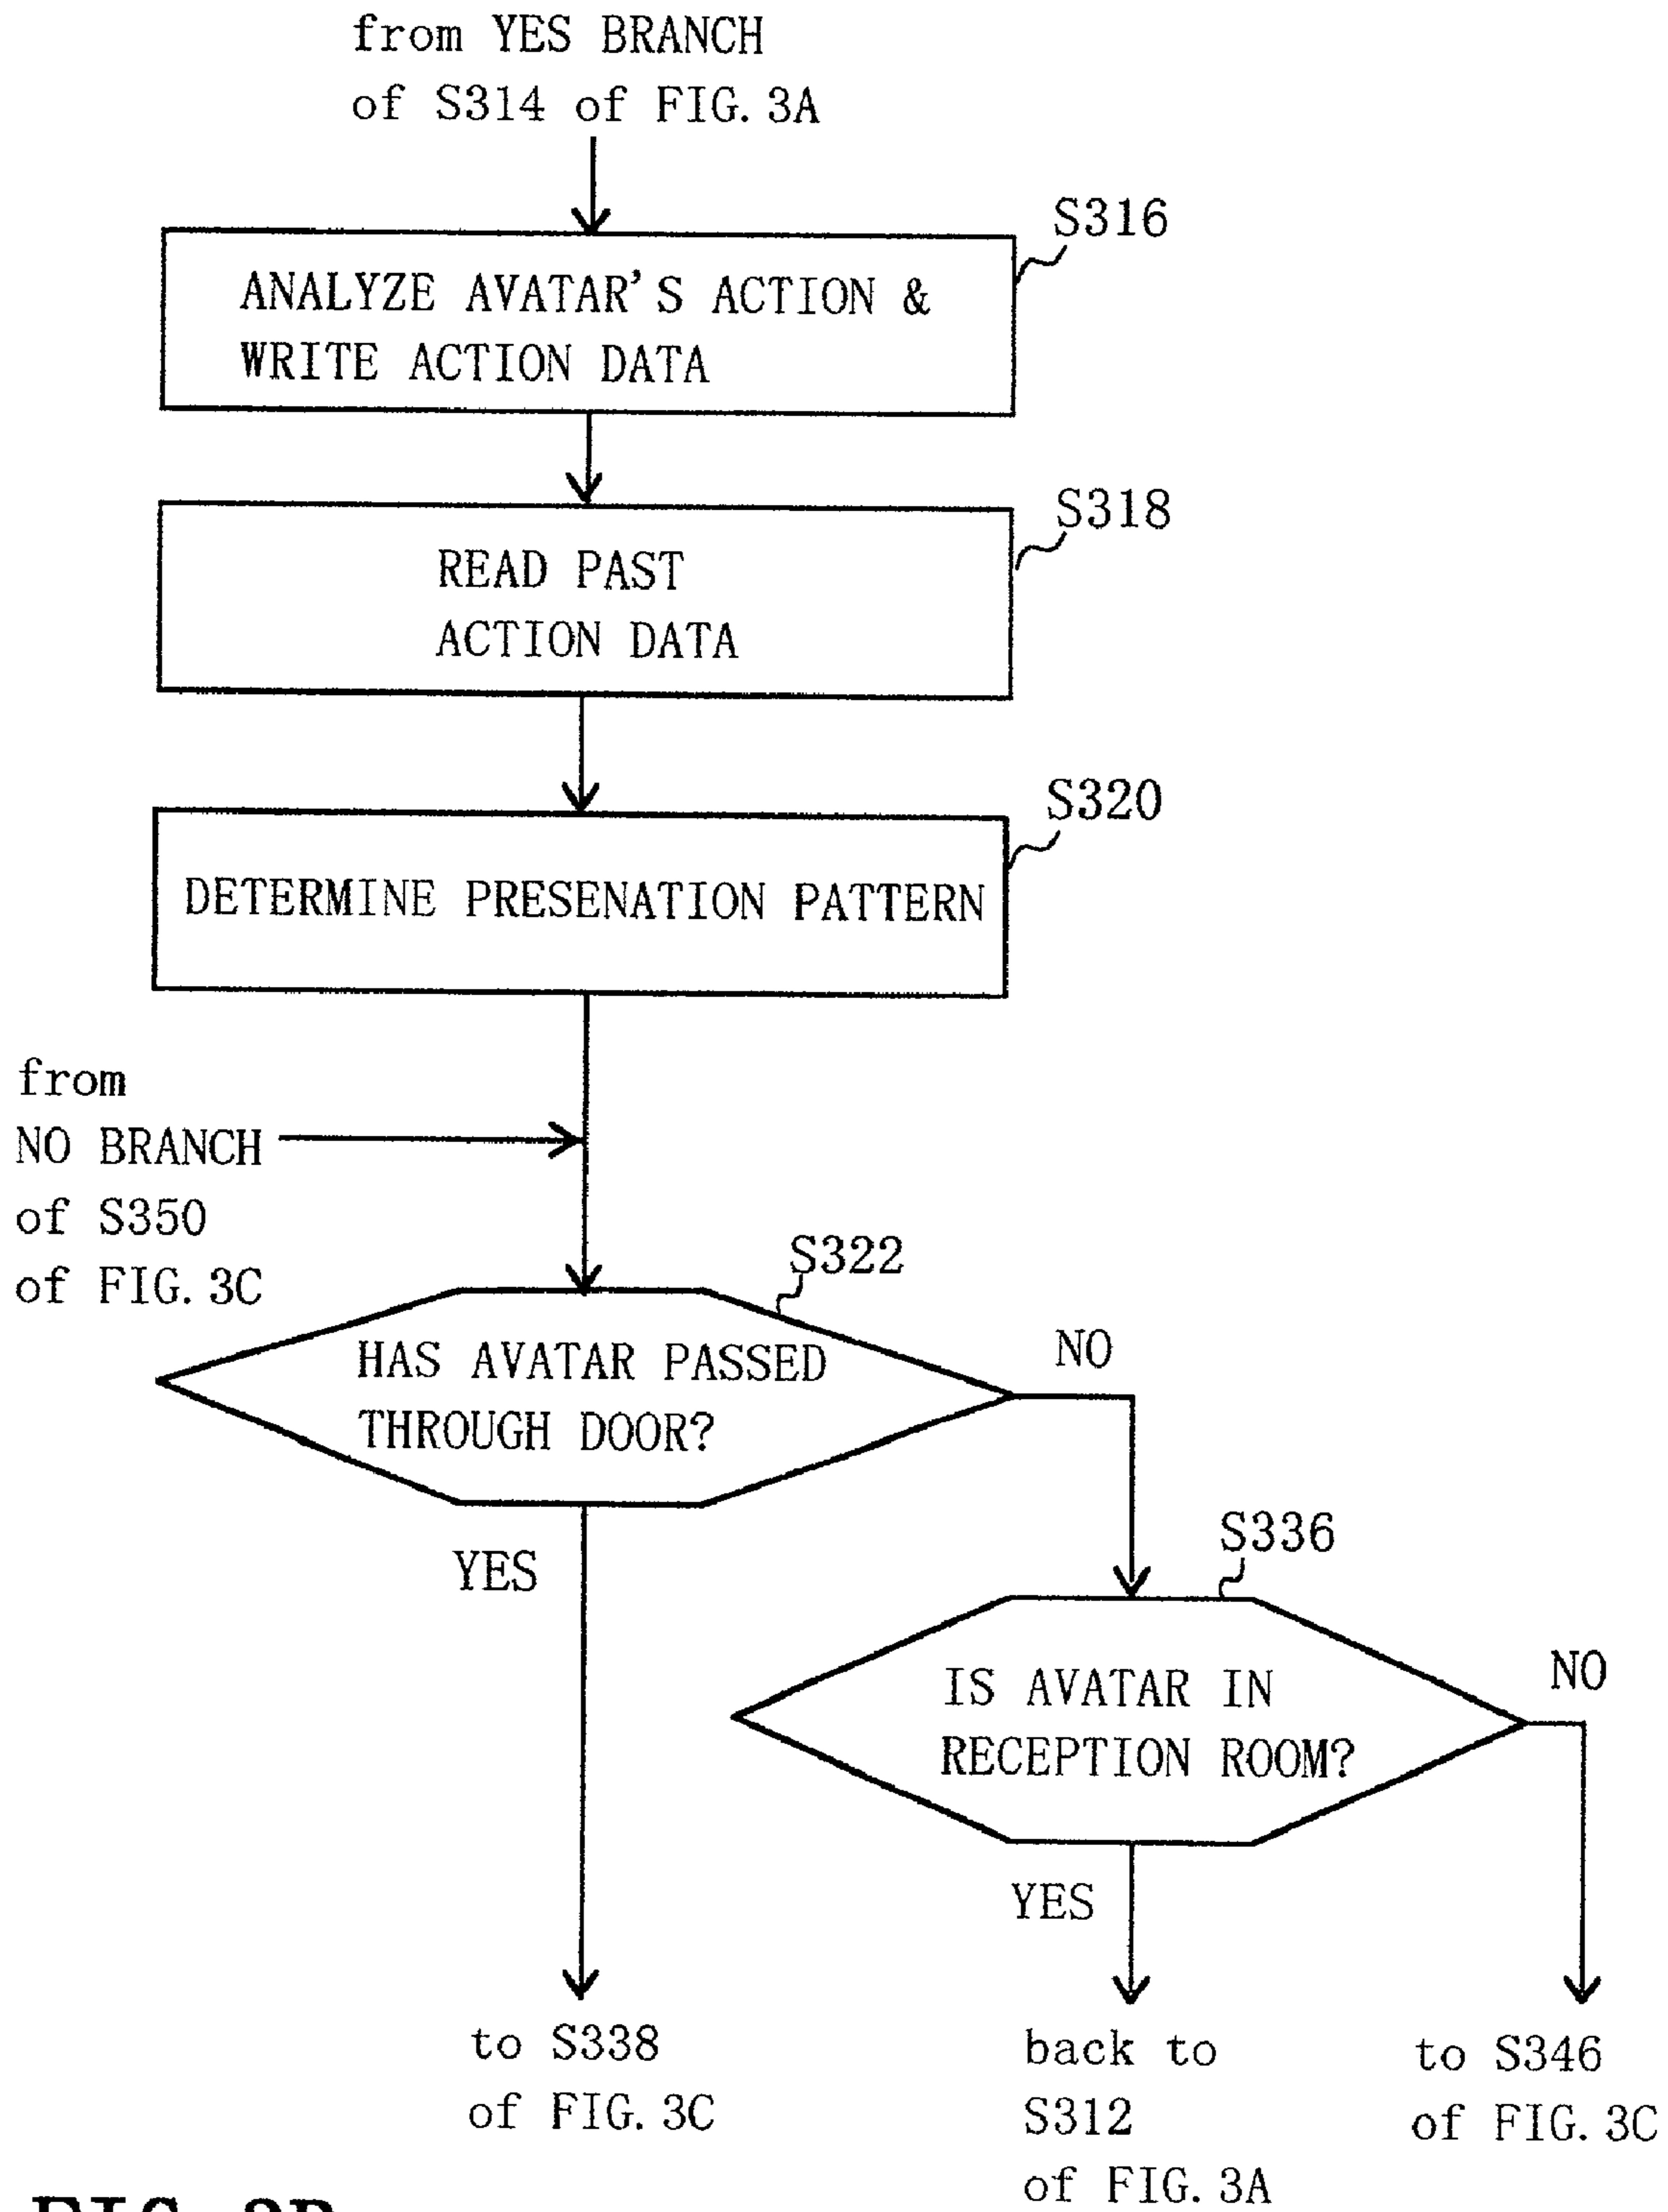 from YES BRANCH
of S314 of FIG. 3A
S316
ANALYZE AVATAR'S ACTION &
WRITE ACTION DATA
S318
READ PAST
ACTION DATA
S320
DETERMINE PRESENATION PATTERN
from
NO BRANCH
of S350
of FIG. 3C
S322
HAS AVATAR PASSED
THROUGH DOOR?
NO
YES
S336
IS AVATAR IN
RECEPTION ROOM?
NO
YES
to S338
of FIG. 3C
back to
S312
of FIG. 3A
to S346
of FIG. 3C